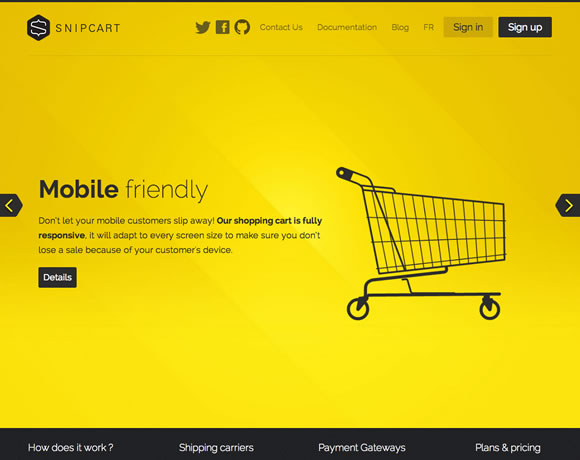 SNIPCART
Contact Us
Documentation
Blog
FR
Sign in
Sign up
Mobile friendly
Don't let your mobile customers slip away! Our shopping cart is fully
responsive, it will adapt to every screen size to make sure you don't
lose a sale because of your customer's device.
Details
How does it work ?
Shipping carriers
Payment Gateways
Plans & pricing